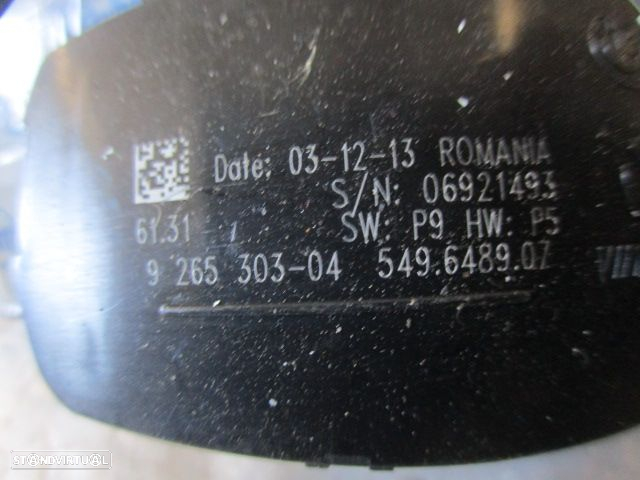 Date: 03-12-13 ROMANIA
S/N: 06921493
61.31 SW: P9 HW: P5
9 265 303-04 549.6489.07
STANDVIRTUAL